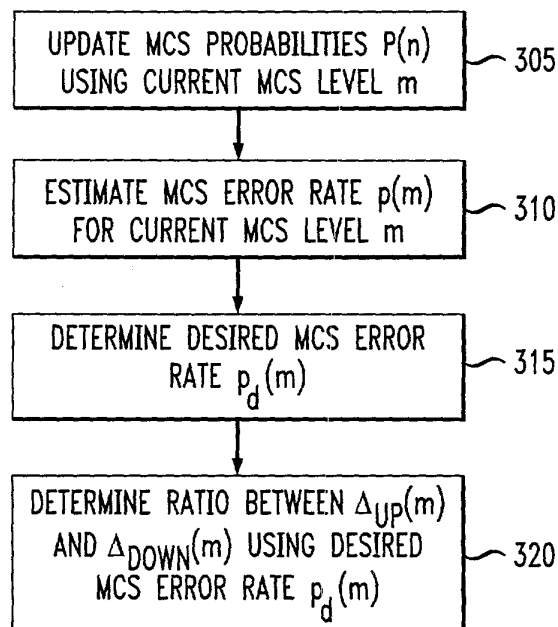 UPDATE MCS PROBABILITIES P(n)
USING CURRENT MCS LEVEL m
305
ESTIMATE MCS ERROR RATE p(m)
FOR CURRENT MCS LEVEL m
310
DETERMINE DESIRED MCS ERROR
RATE p_d(m)
315
DETERMINE RATIO BETWEEN Δ_UP(m)
AND Δ_DOWN(m) USING DESIRED
MCS ERROR RATE p_d(m)
320